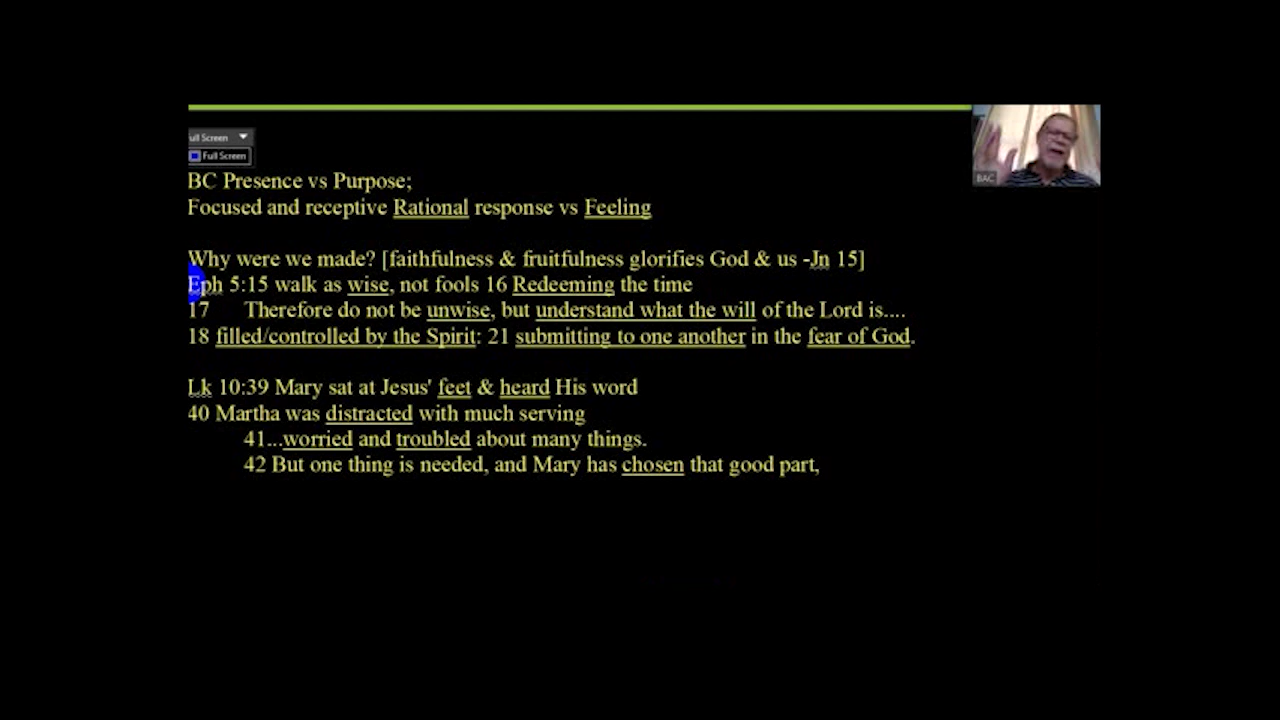 ull Screen
Full Screen
BC Presence vs Purpose;
Focused and receptive Rational response vs Feeling
Why were we made? [faithfulness & fruitfulness glorifies God & us -Jn 15]
Eph 5:15 walk as wise, not fools 16 Redeeming the time
17 Therefore do not be unwise, but understand what the will of the Lord is....
18 filled/controlled by the Spirit: 21 submitting to one another in the fear of God.
Lk 10:39 Mary sat at Jesus' feet & heard His word
40 Martha was distracted with much serving
41...worried and troubled about many things.
42 But one thing is needed, and Mary has chosen that good part,
BAC